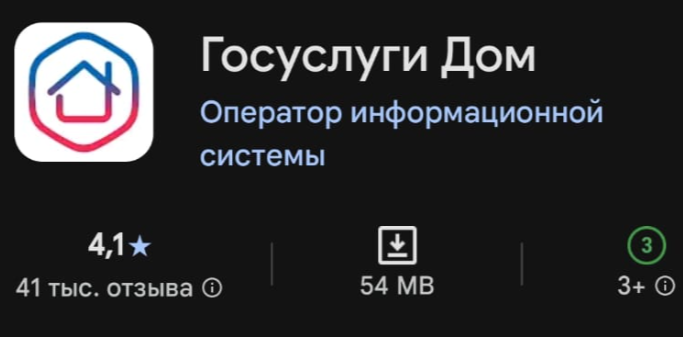 Госуслуги Дом
Оператор информационной
системы
4,1★
3
41 тыс. отзыва
54 MB
3+